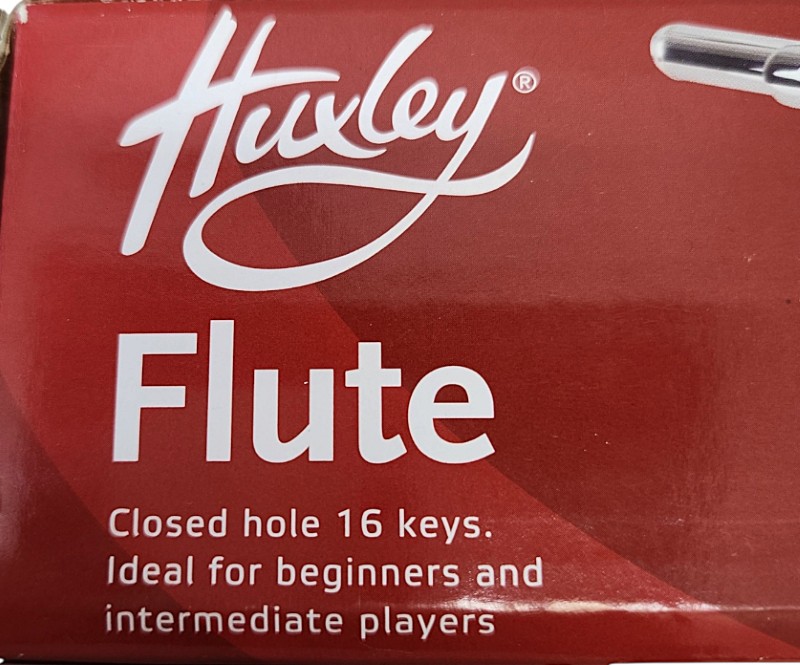 Huxley®
Flute
Closed hole 16 keys.
Ideal for beginners and
intermediate players